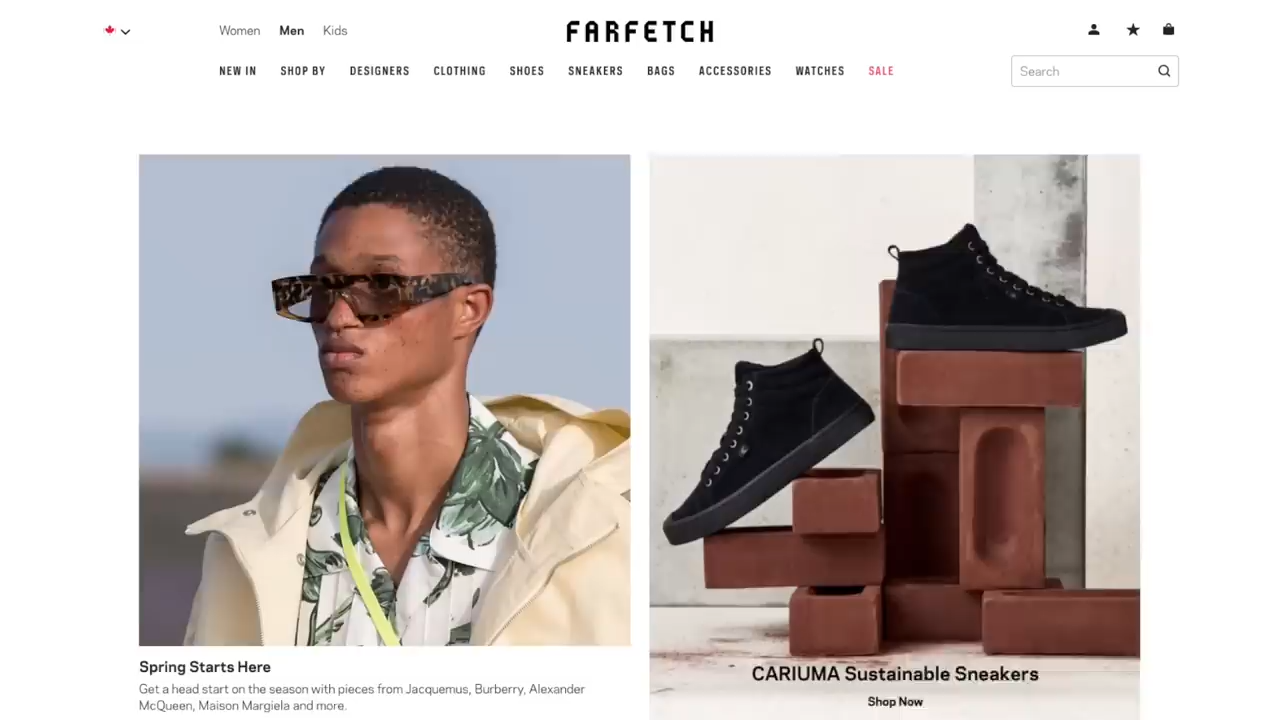 Women Men Kids
FARFETCH
NEW IN SHOP BY DESIGNERS CLOTHING SHOES SNEAKERS BAGS ACCESSORIES WATCHES SALE
Search
Spring Starts Here
Get a head start on the season with pieces from Jacquemus, Burberry, Alexander
McQueen, Maison Margiela and more.
CARIUMA Sustainable Sneakers
Shop Now